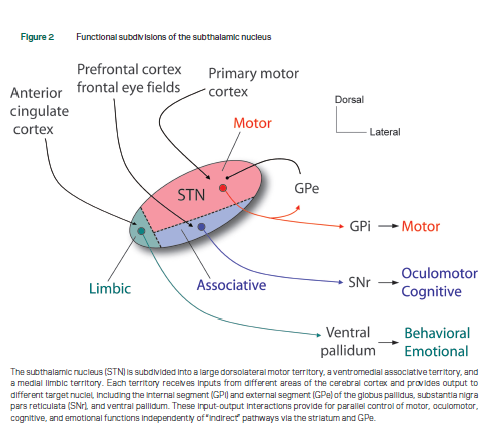 Figure 2 Functional subdivisions of the subthalamic nucleus
Prefrontal cortex
frontal eye fields
Primary motor
cortex
Anterior
cingulate
cortex
Dorsal
Lateral
Motor
STN
GPe
GPi
Motor
Limbic
Associative
SNr
Oculomotor
Cognitive
Ventral
pallidum
Behavioral
Emotional
The subthalamic nucleus (STN) is subdivided into a large dorsolateral motor territory, a ventromedial associative territory, and
a medial limbic territory. Each territory receives inputs from different areas of the cerebral cortex and provides output to
different target nuclei, including the internal segment (GPi) and external segment (GPe) of the globus pallidus, substantia nigra
pars reticulata (SNr), and ventral pallidum. These input-output interactions provide for parallel control of motor, oculomotor,
cognitive, and emotional functions independently of "indirect" pathways via the striatum and GPe.